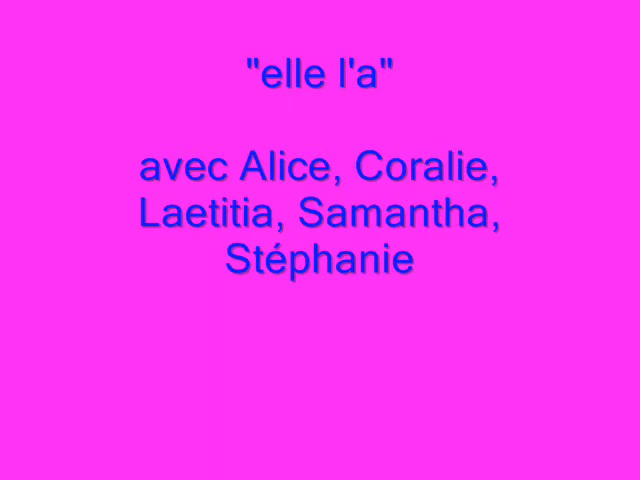 "elle l'a"
avec Alice, Coralie,
Laetitia, Samantha,
Stéphanie